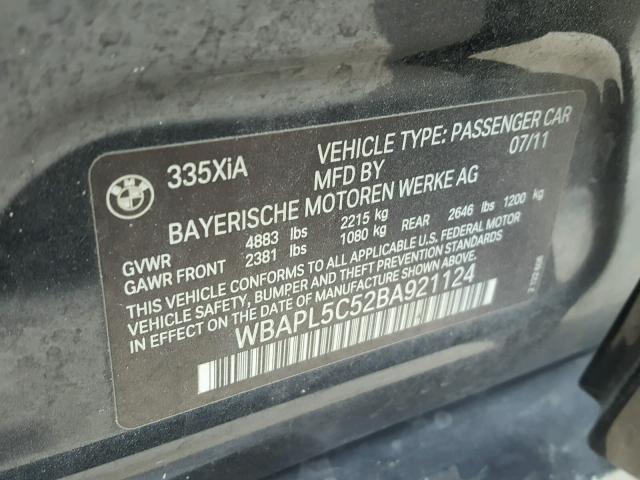 BMW
335XiA
VEHICLE TYPE: PASSENGER CAR
MFD BY 07/11
BAYERISCHE MOTOREN WERKE AG
GVWR 4883 lbs 2215 kg
GAWR FRONT 2381 lbs 1080 kg REAR 2646 lbs 1200 kg
THIS VEHICLE CONFORMS TO ALL APPLICABLE U.S. FEDERAL MOTOR
VEHICLE SAFETY, BUMPER AND THEFT PREVENTION STANDARDS
IN EFFECT ON THE DATE OF MANUFACTURE SHOWN ABOVE.
WBAPL5C52BA921124